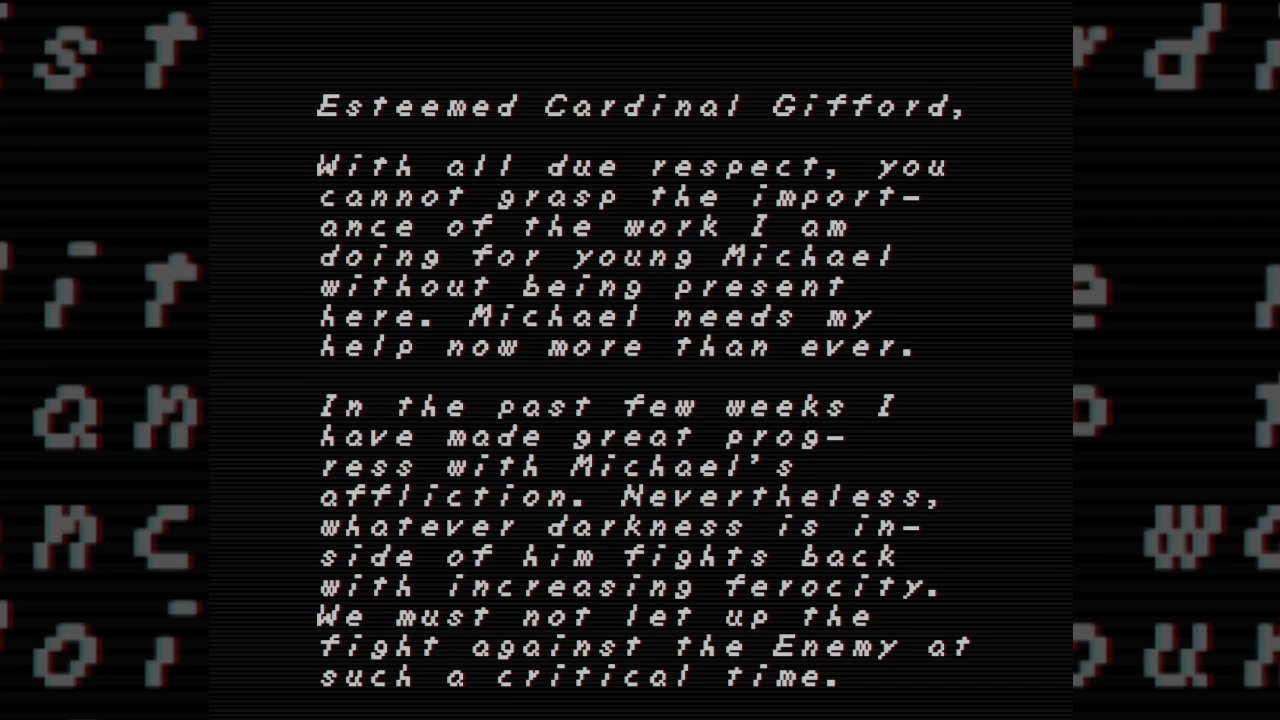 Esteemed Cardinal Gifford,
With all due respect, you
cannot grasp the import-
ance of the work I am
doing for young Michael
without being present
here. Michael needs my
help now more than ever.
In the past few weeks I
have made great prog-
ress with Michael's
affliction. Nevertheless,
whatever darkness is in-
side of him fights back
with increasing ferocity.
We must not let up the
fight against the Enemy at
such a critical time.